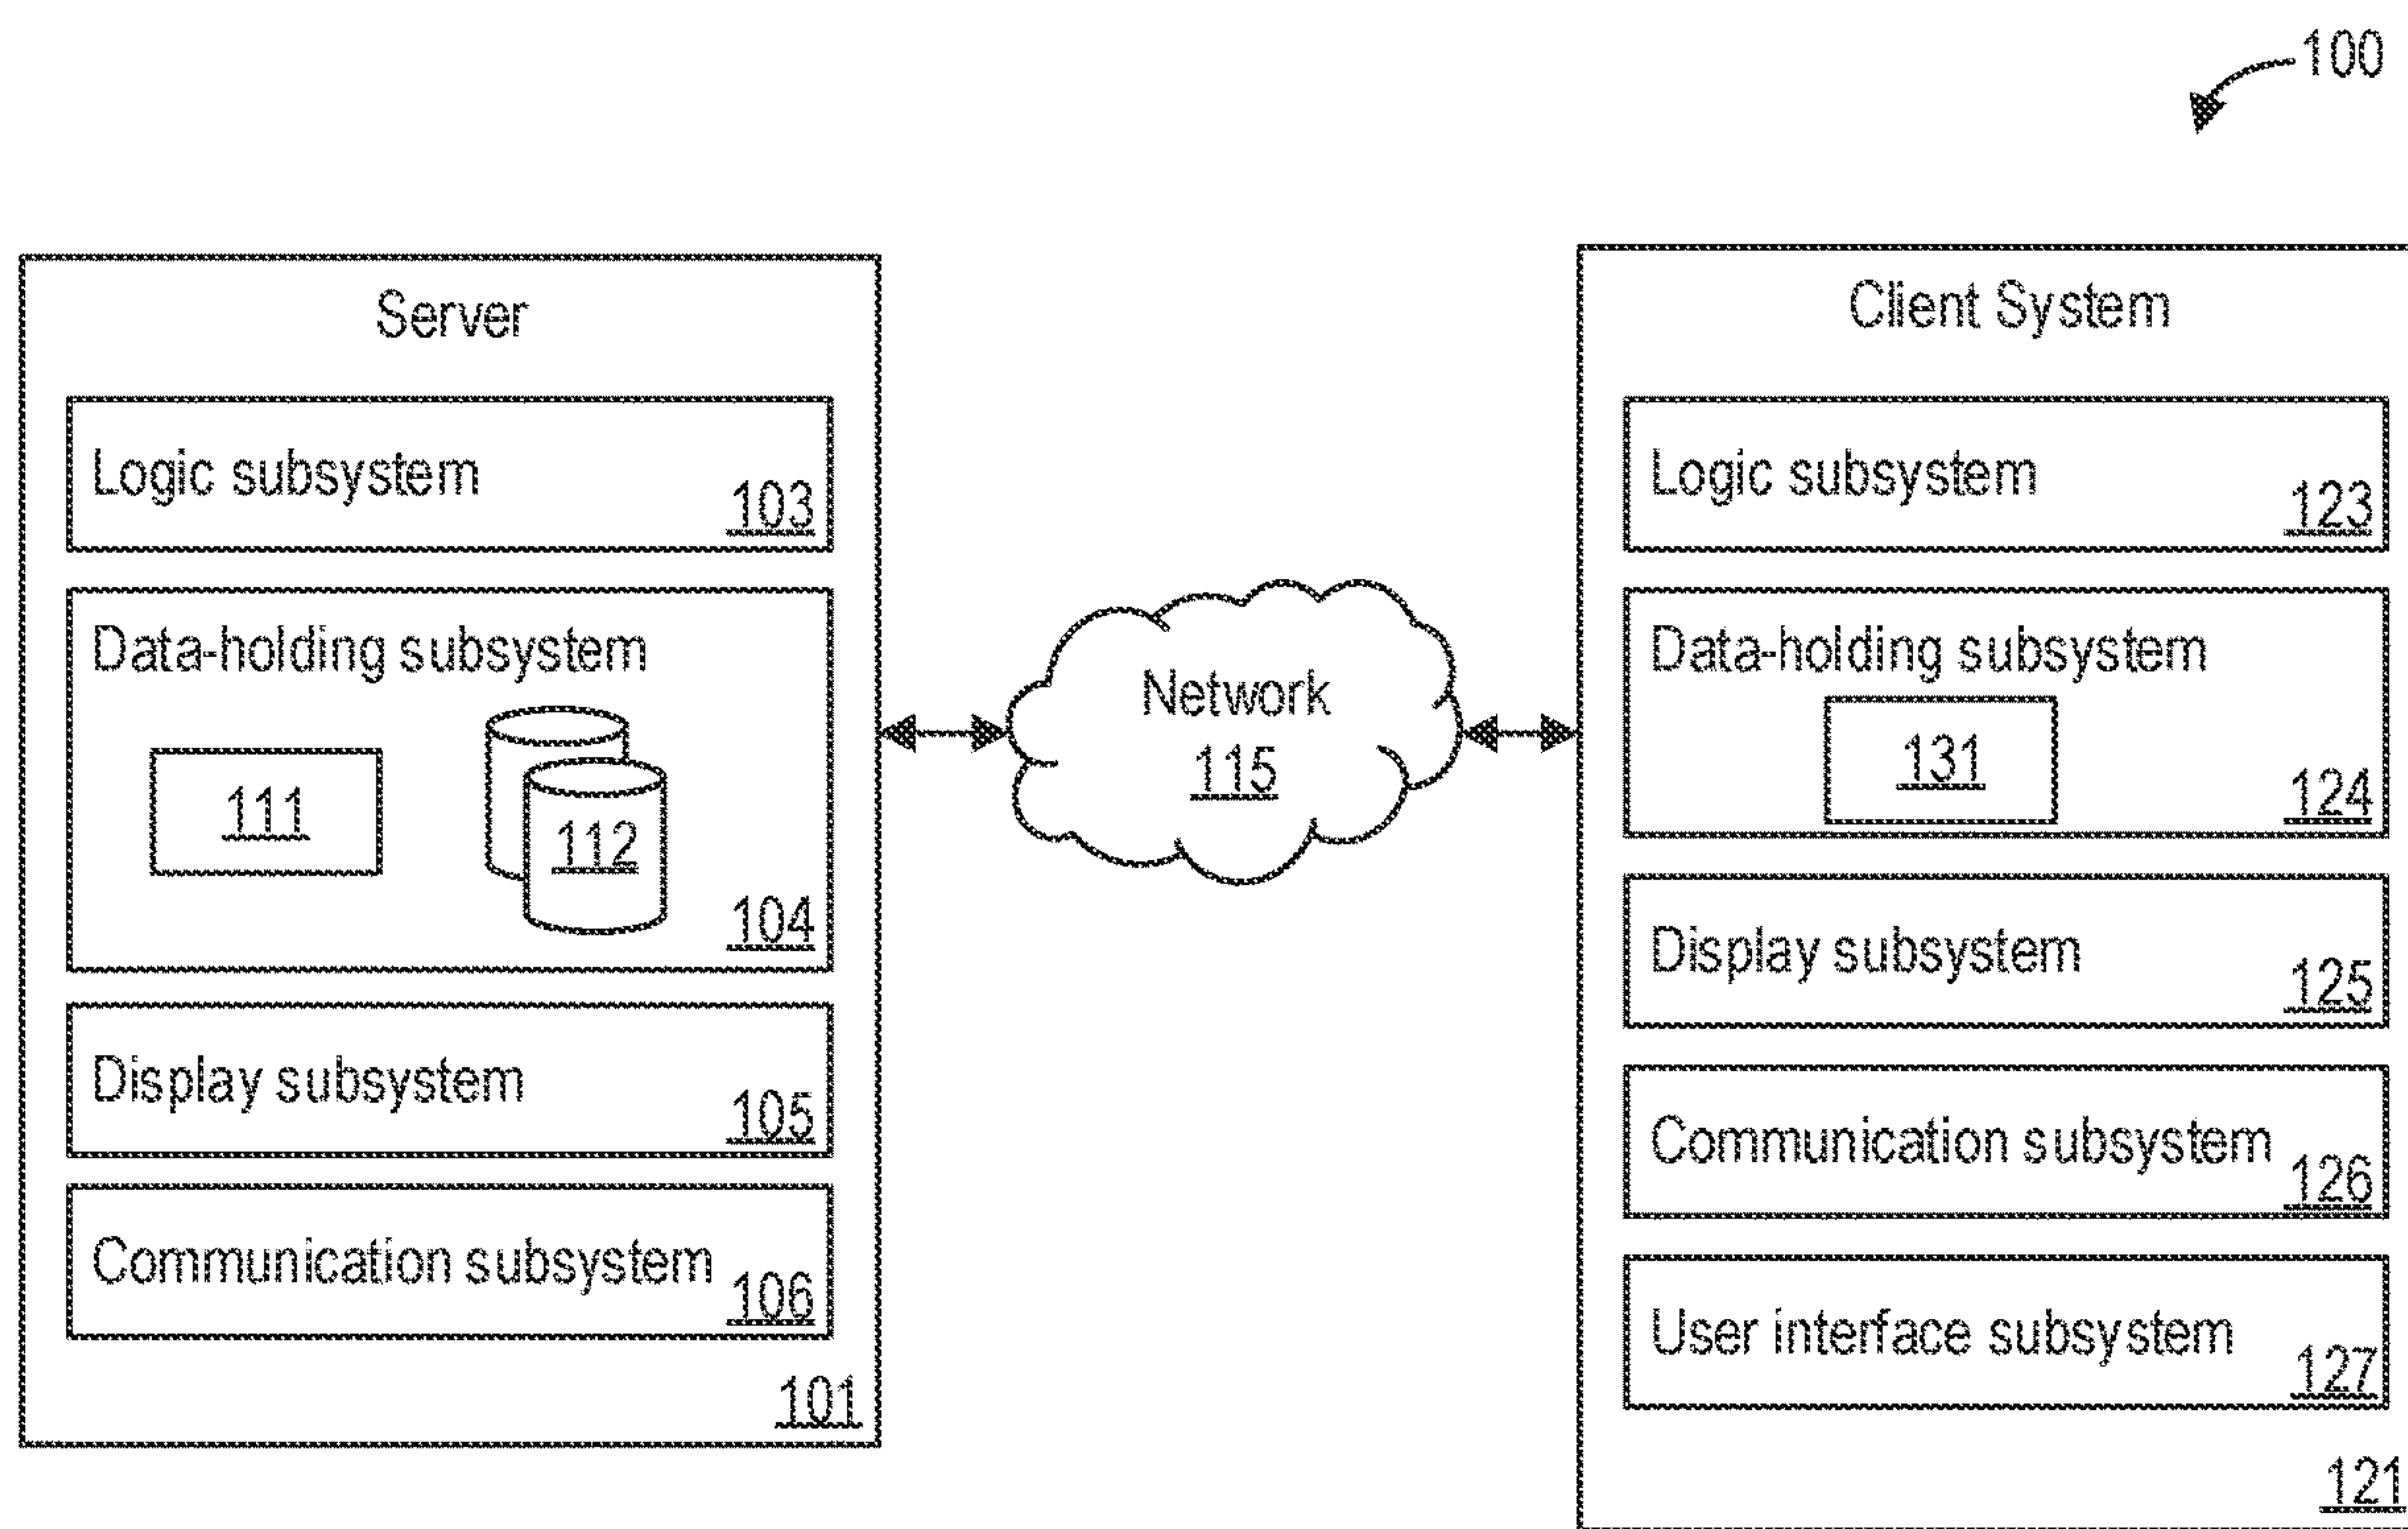 100
Server
Logic subsystem
103
Data-holding subsystem
111
112
104
Display subsystem
105
Communication subsystem
106
101
Network
115
Client System
Logic subsystem
123
Data-holding subsystem
131
124
Display subsystem
125
Communication subsystem
126
User interface subsystem
127
121